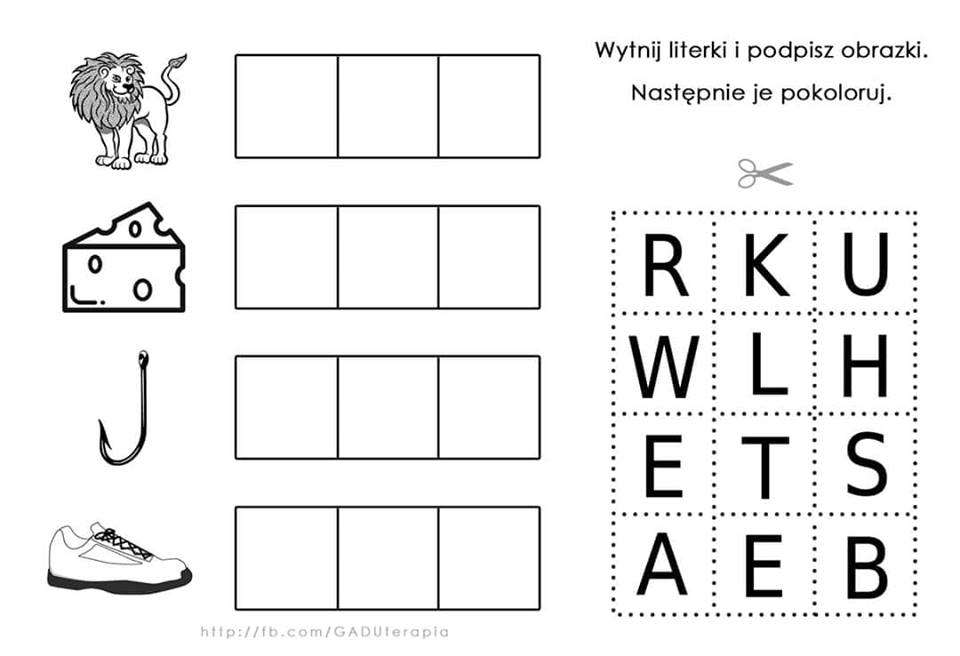 Wytnij literki i podpisz obrazki.
Następnie je pokoloruj.
R K U
W L H
E T S
A E B
http://fb.com/GADUterapia